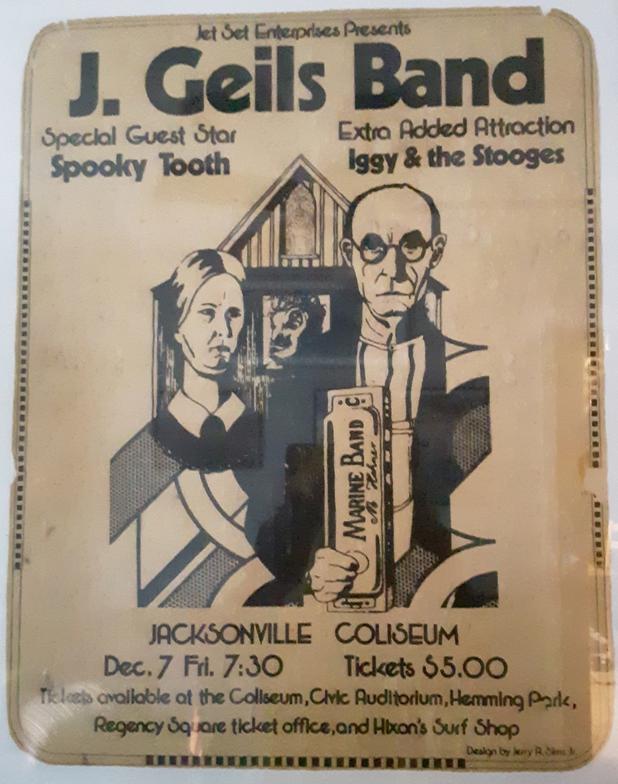 Jet Set Enterprises Presents
J. Geils Band
Special Guest Star
Spooky Tooth
Extra Added Attraction
Iggy & the Stooges
MARINE BAND C
M. Hohner
JACKSONVILLE COLISEUM
Dec. 7 Fri. 7:30 Tickets $5.00
Tickets available at the Coliseum, Civic Auditorium, Hemming Park,
Regency Square ticket office, and Hixon's Surf Shop
Design by Jerry R. Sims Jr.